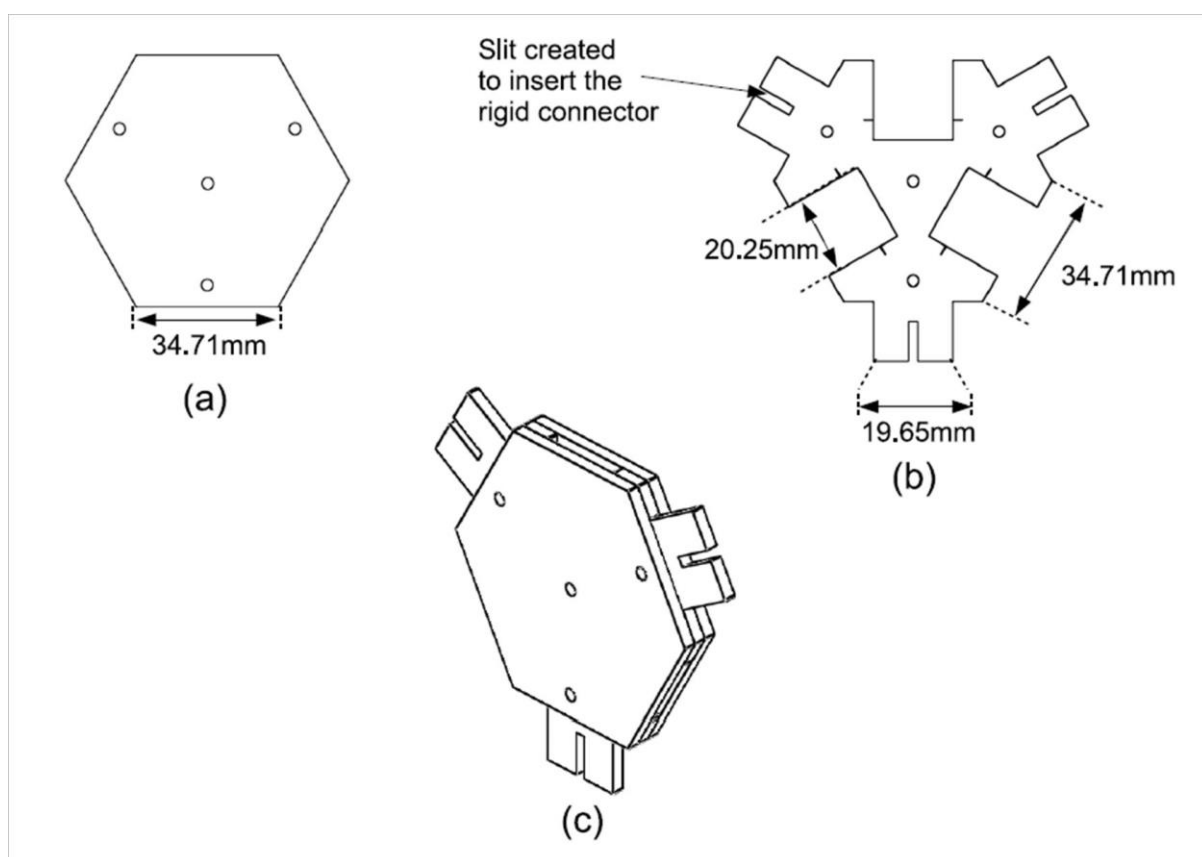 Slit created
to insert the
rigid connector
34.71mm
(a)
20.25mm
34.71mm
19.65mm
(b)
(c)